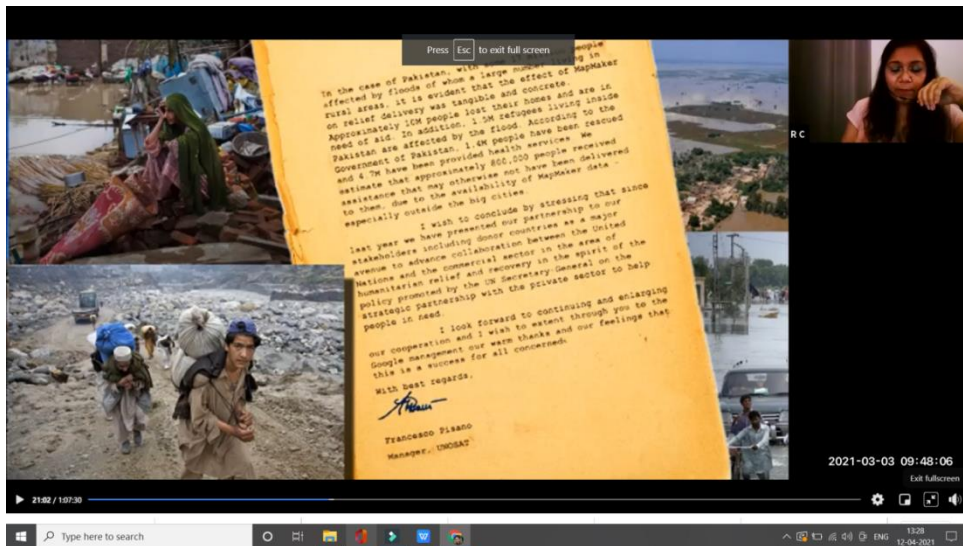 Press Esc to exit full screen
In the case of Pakistan, with people
affected by floods of whom a large number living in
rural areas, it is evident that the effect of MapMaker
on relief delivery was tangible and concrete.
Approximately 10M people lost their homes and are in
need of aid. In addition, 1.5M refugees living inside
Pakistan are affected by the flood. According to the
Government of Pakistan, 1.4M people have been rescued
and 4.7M have been provided health services. We
estimate that approximately 800,000 people received
assistance that may otherwise not have been delivered
to them, due to the availability of MapMaker data -
especially outside the big cities.
I wish to conclude by stressing that since
last year we have presented our partnership to our
stakeholders including donor countries as a major
avenue to advance collaboration between the United
Nations and the commercial sector in the area of
humanitarian relief and recovery in the spirit of the
policy promoted by the UN Secretary General on the
strategic partnership with the private sector to help
people in need.
I look forward to continuing and enlarging
our cooperation and I wish to extent through you to the
Google management our warm thanks and our feelings that
this is a success for all concerned.
With best regards,
Francesco Pisano
Manager, UNOSAT
R C
2021-03-03 09:48:06
Exit fullscreen
21:02 / 1:07:30
Type here to search
ENG
13:28
12-04-2021